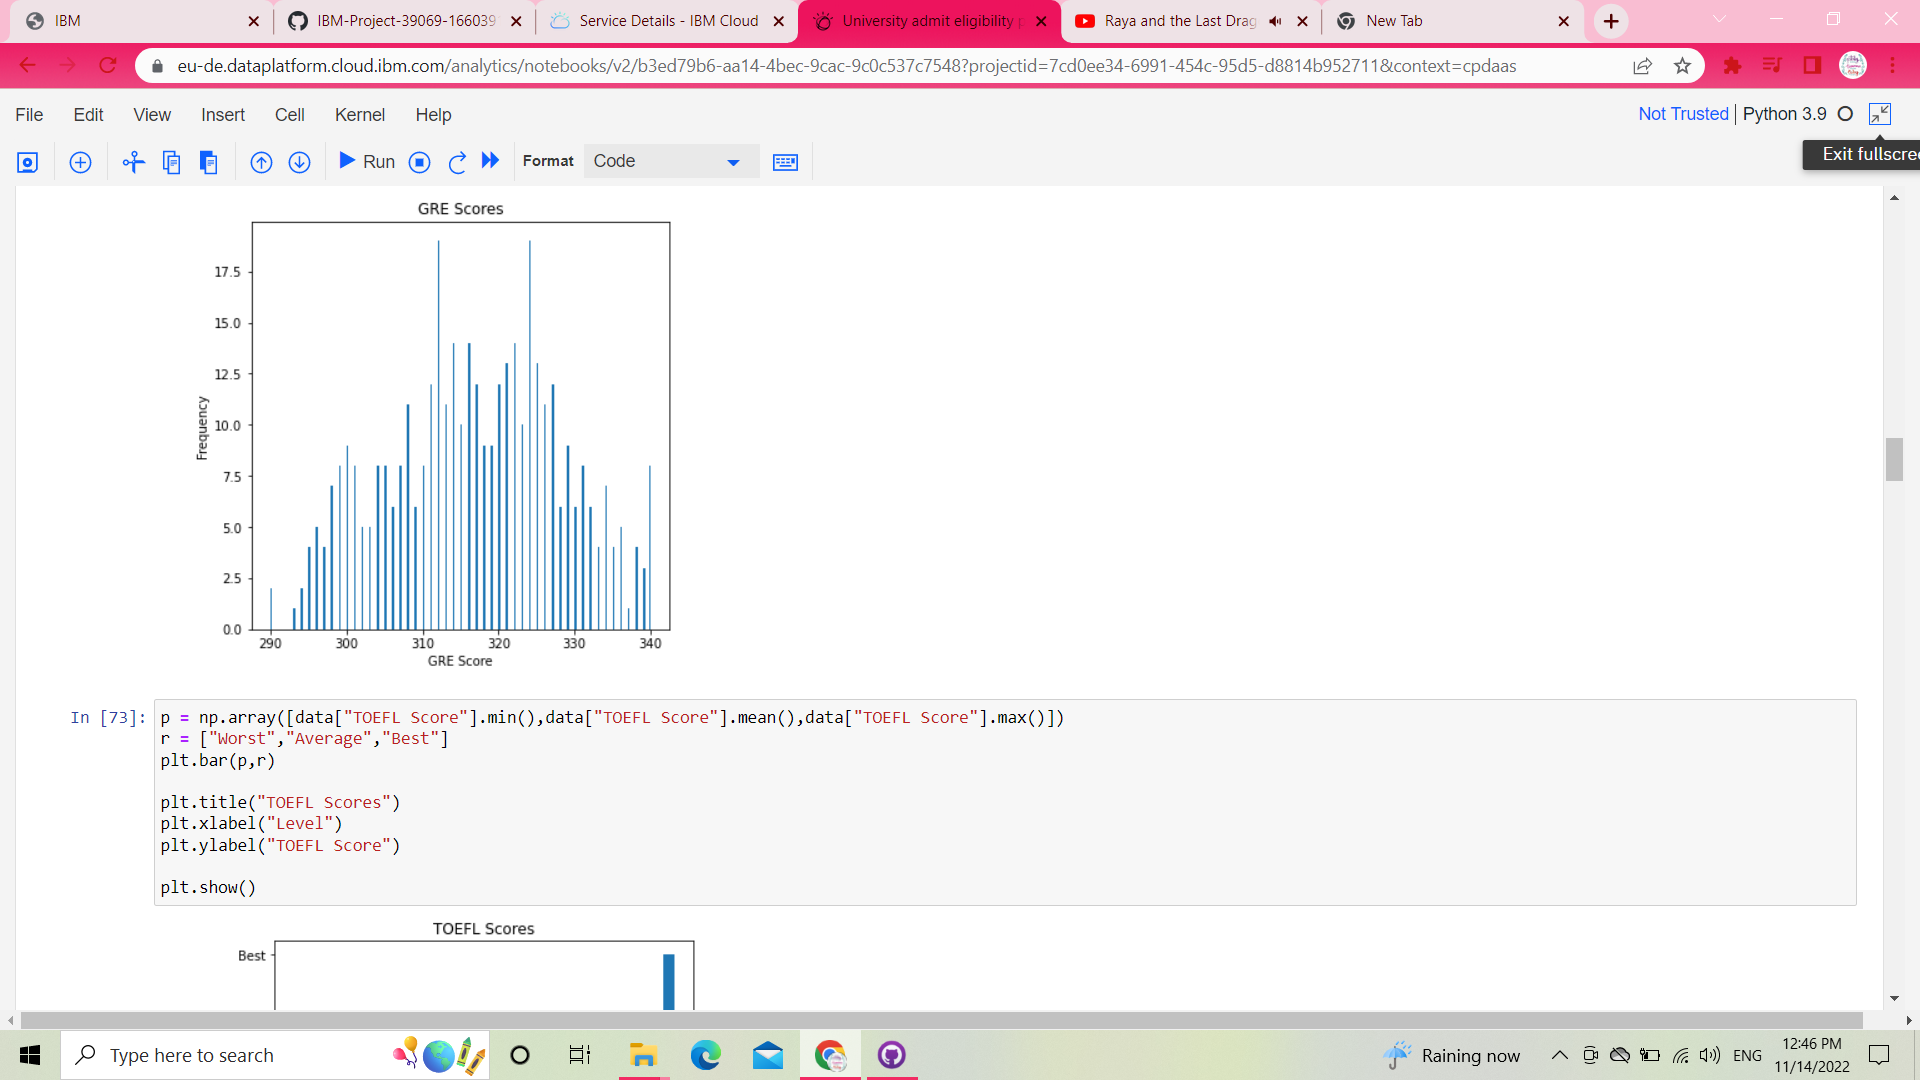 IBM
IBM-Project-39069-166039
Service Details - IBM Cloud
University admit eligibility p
Raya and the Last Drag
New Tab
eu-de.dataplatform.cloud.ibm.com/analytics/notebooks/v2/b3ed79b6-aa14-4bec-9cac-9c0c537c7548?projectid=7cd0ee34-6991-454c-95d5-d8814b952711&context=cpdaas
File Edit View Insert Cell Kernel Help
Not Trusted Python 3.9
Run Format Code
Exit fullscree
GRE Scores
17.5
15.0
12.5
10.0
7.5
5.0
2.5
0.0
Frequency
290 300 310 320 330 340
GRE Score
In [73]:
p = np.array([data["TOEFL Score"].min(),data["TOEFL Score"].mean(),data["TOEFL Score"].max()])
r = ["Worst","Average","Best"]
plt.bar(p,r)
plt.title("TOEFL Scores")
plt.xlabel("Level")
plt.ylabel("TOEFL Score")
plt.show()
TOEFL Scores
Best
Type here to search
Raining now
ENG
12:46 PM
11/14/2022